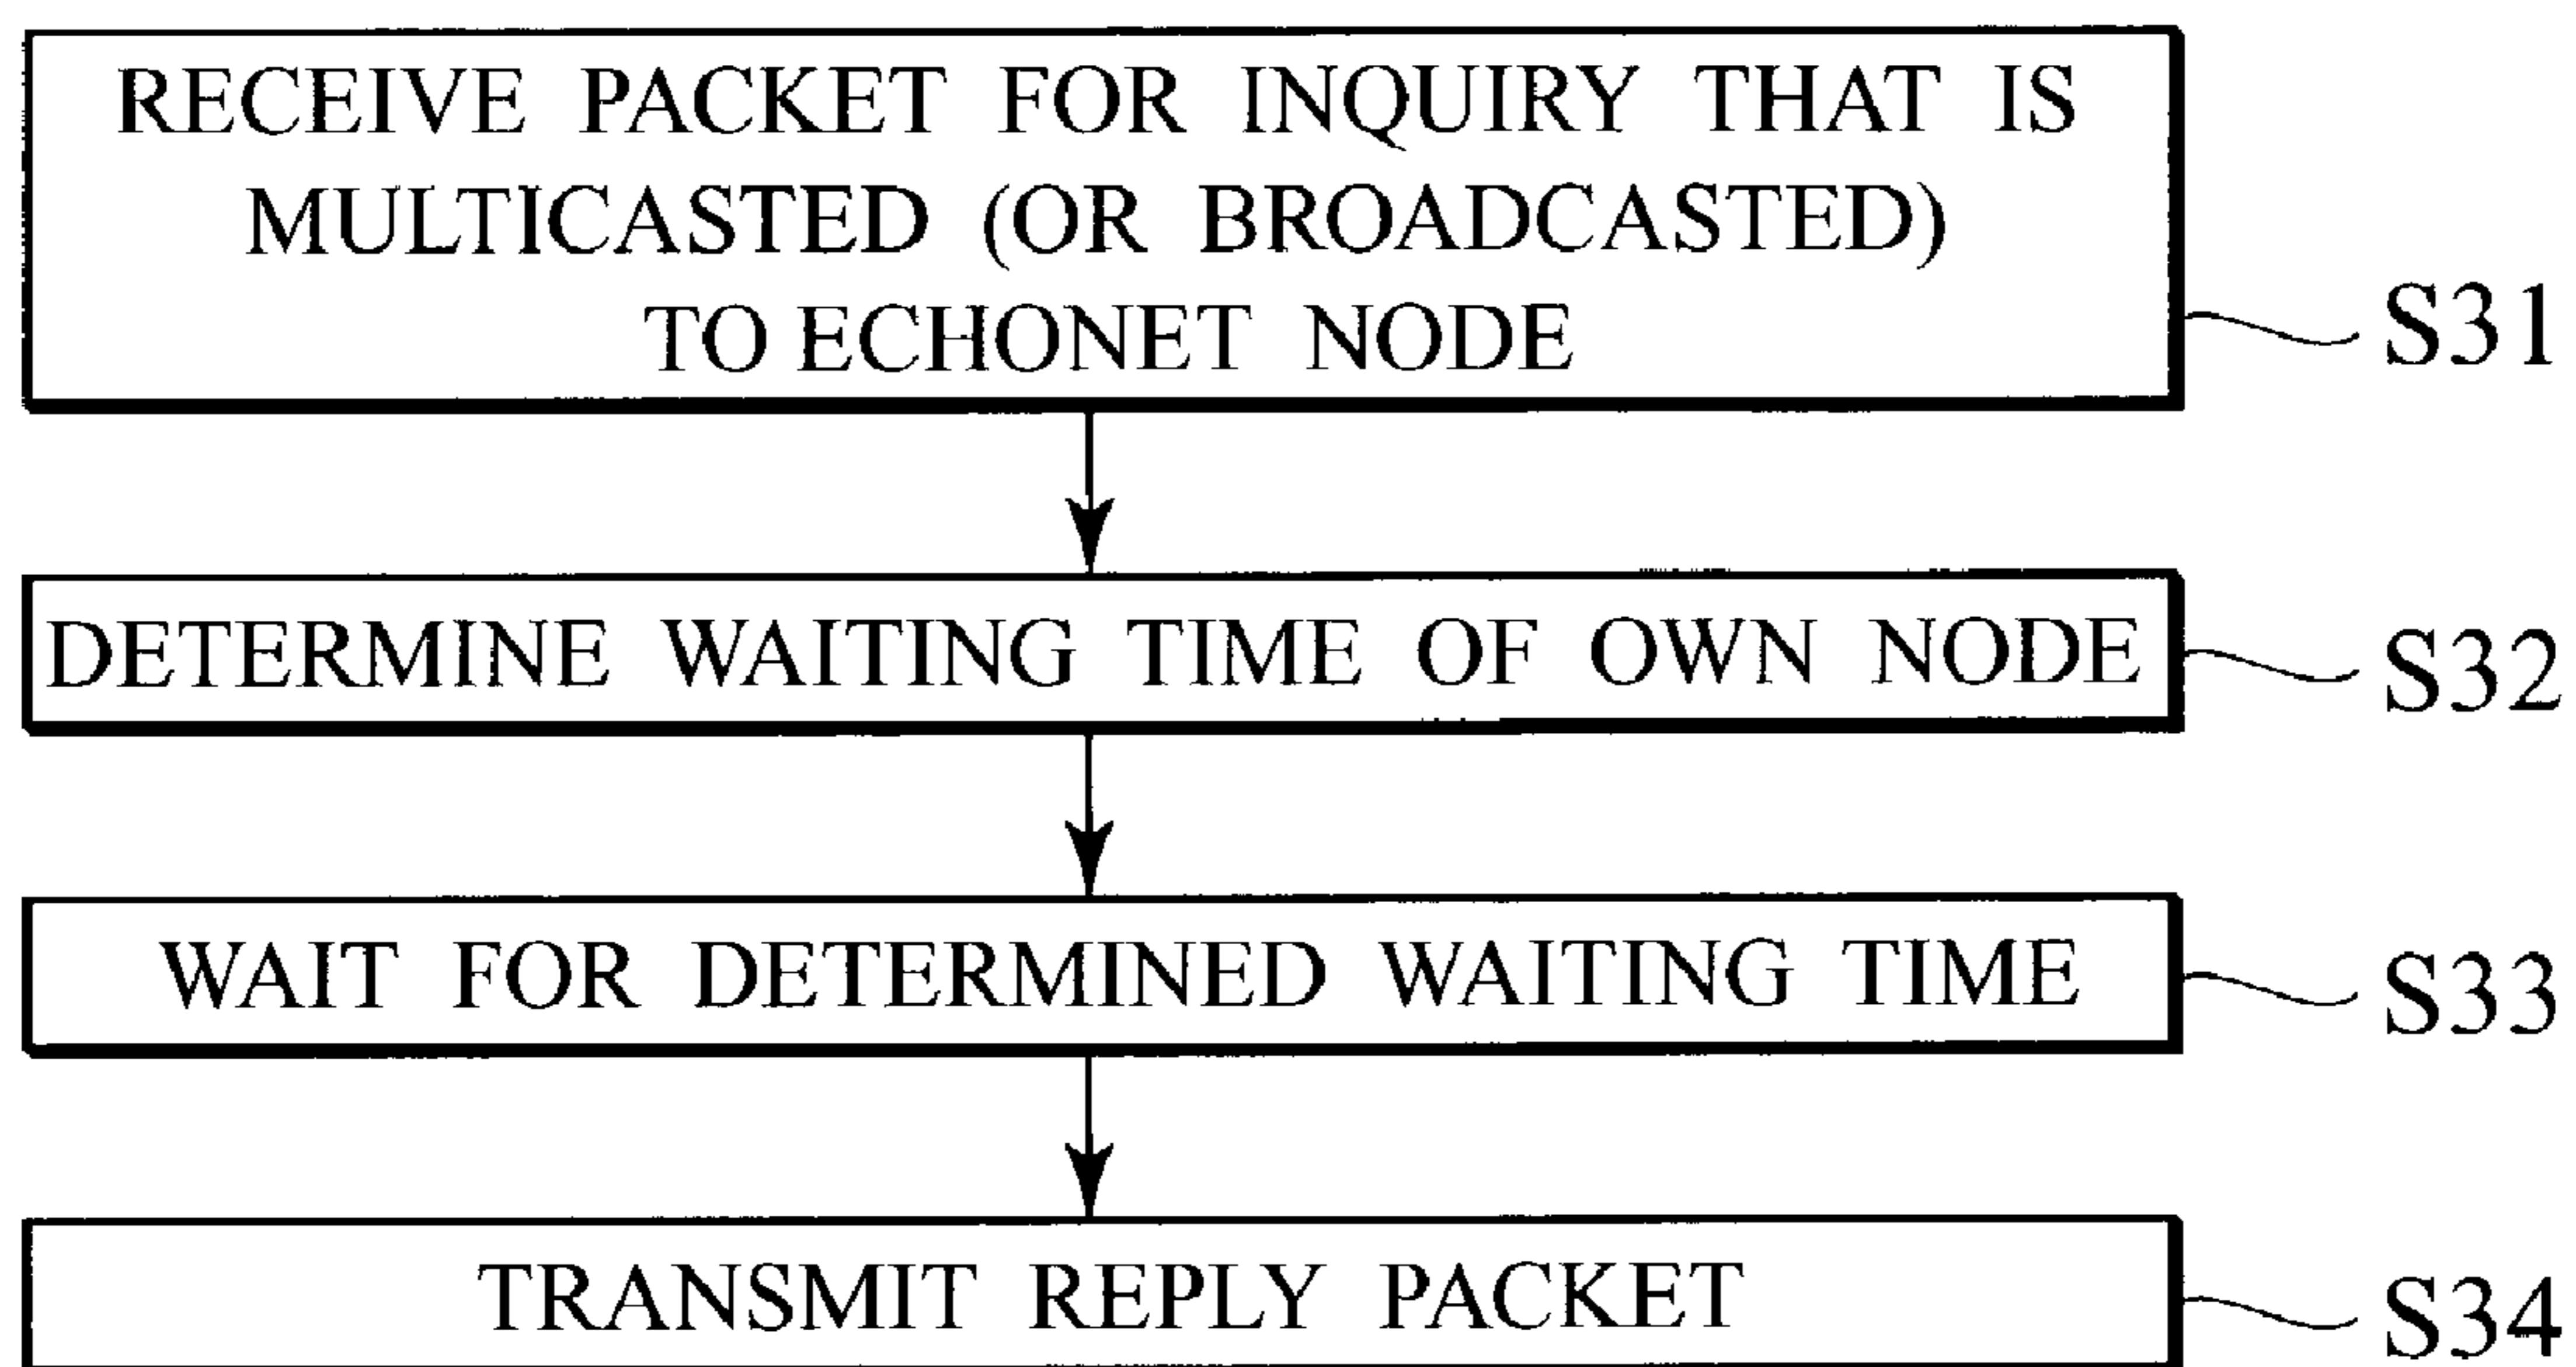 RECEIVE PACKET FOR INQUIRY THAT IS
MULTICASTED (OR BROADCASTED)
TO ECHONET NODE
S31
DETERMINE WAITING TIME OF OWN NODE
S32
WAIT FOR DETERMINED WAITING TIME
S33
TRANSMIT REPLY PACKET
S34